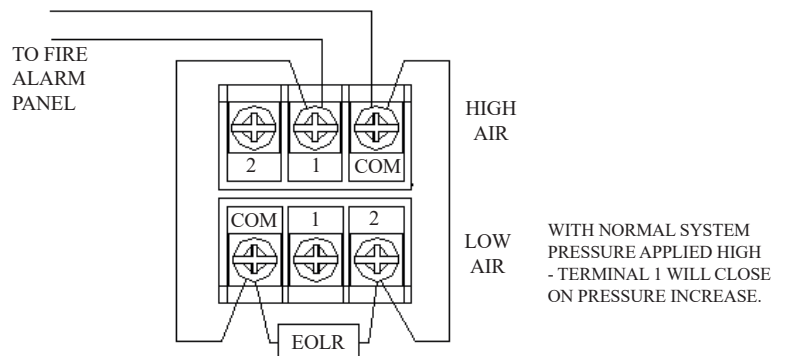 TO FIRE
ALARM
PANEL
2 1 COM
HIGH
AIR
COM 1 2
LOW
AIR
WITH NORMAL SYSTEM
PRESSURE APPLIED HIGH
- TERMINAL 1 WILL CLOSE
ON PRESSURE INCREASE.
EOLR